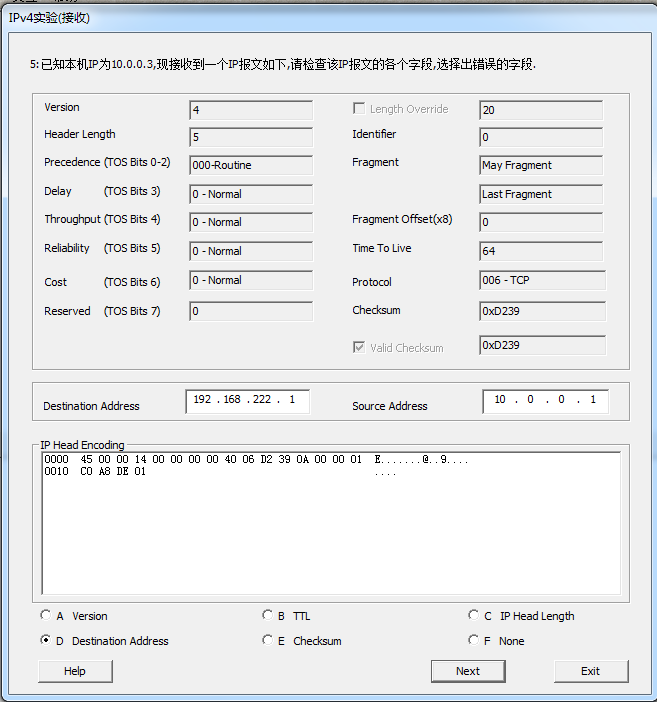 IPv4实验(接收)
5:已知本机IP为10.0.0.3,现接收到一个IP报文如下,请检查该IP报文的各个字段,选择出错误的字段.
Version 4 Length Override 20
Header Length 5 Identifier 0
Precedence (TOS Bits 0-2) 000-Routine Fragment May Fragment
Delay (TOS Bits 3) 0 - Normal Last Fragment
Throughput (TOS Bits 4) 0 - Normal Fragment Offset(x8) 0
Reliability (TOS Bits 5) 0 - Normal Time To Live 64
Cost (TOS Bits 6) 0 - Normal Protocol 006 - TCP
Reserved (TOS Bits 7) 0 Checksum 0xD239
Valid Checksum 0xD239
Destination Address 192 . 168 . 222 . 1 Source Address 10 . 0 . 0 . 1
IP Head Encoding
0000 45 00 00 14 00 00 00 00 40 06 D2 39 0A 00 00 01 E.......@..9....
0010 C0 A8 DE 01 ....
A Version B TTL C IP Head Length
D Destination Address E Checksum F None
Help Next Exit